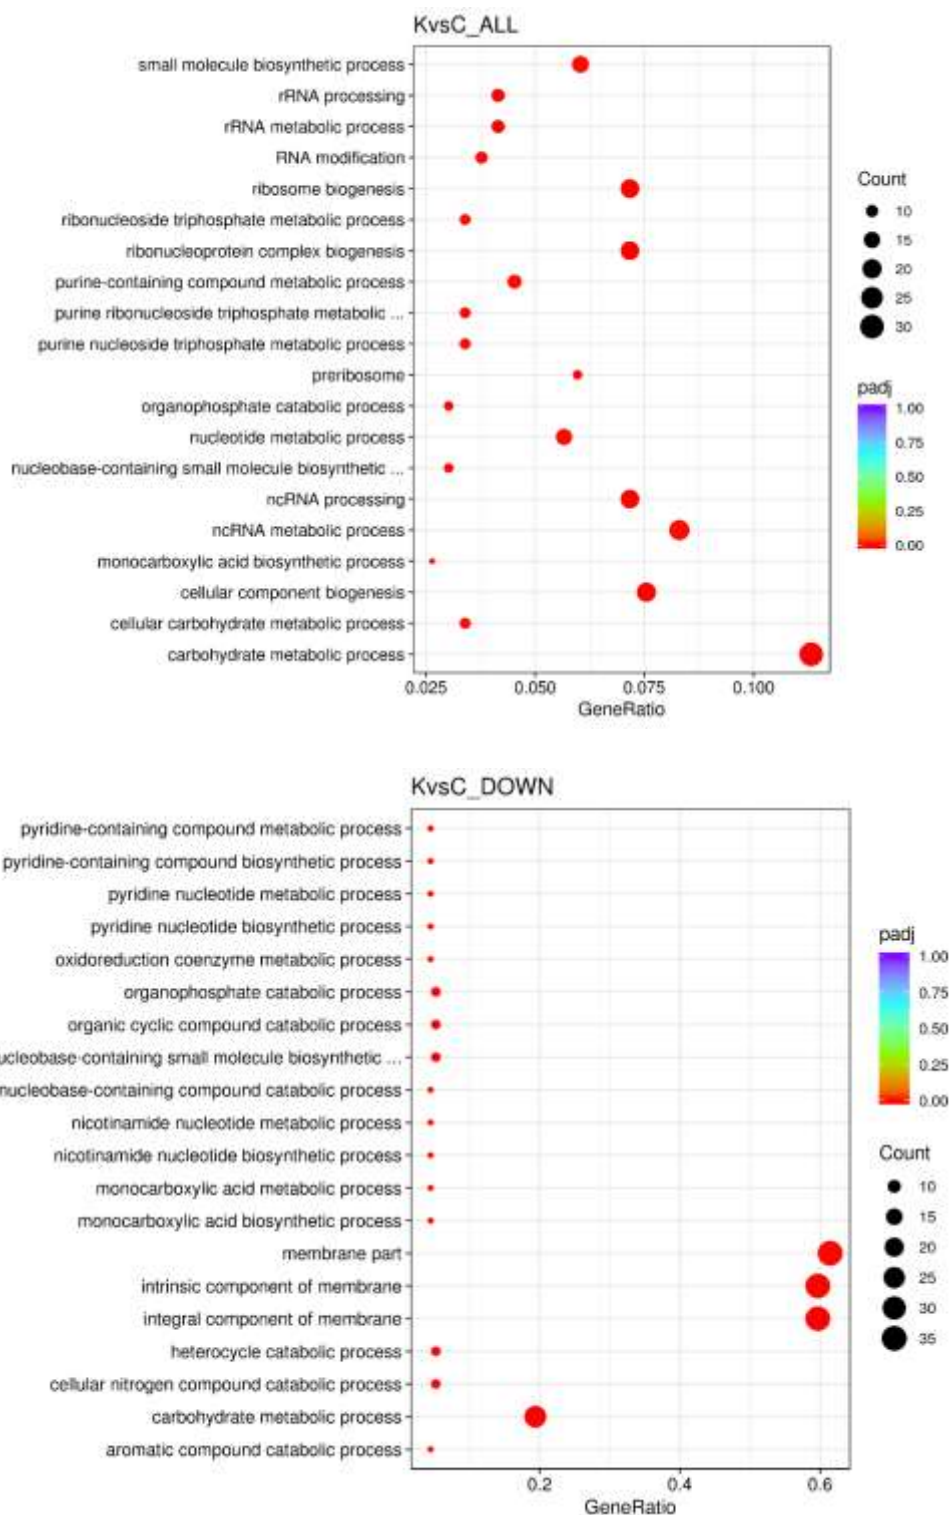 KvsC_ALL
small molecule biosynthetic process
rRNA processing
rRNA metabolic process
RNA modification
ribosome biogenesis
ribonucleoside triphosphate metabolic process
ribonucleoprotein complex biogenesis
purine-containing compound metabolic process
purine ribonucleoside triphosphate metabolic ...
purine nucleoside triphosphate metabolic process
preribosome
organophosphate catabolic process
nucleotide metabolic process
nucleobase-containing small molecule biosynthetic ...
ncRNA processing
ncRNA metabolic process
monocarboxylic acid biosynthetic process
cellular component biogenesis
cellular carbohydrate metabolic process
carbohydrate metabolic process
0.025 0.050 0.075 0.100
GeneRatio
Count
10
15
20
25
30
padj
1.00
0.75
0.50
0.25
0.00
KvsC_DOWN
pyridine-containing compound metabolic process
pyridine-containing compound biosynthetic process
pyridine nucleotide metabolic process
pyridine nucleotide biosynthetic process
oxidoreduction coenzyme metabolic process
organophosphate catabolic process
organic cyclic compound catabolic process
ucleobase-containing small molecule biosynthetic ...
nucleobase-containing compound catabolic process
nicotinamide nucleotide metabolic process
nicotinamide nucleotide biosynthetic process
monocarboxylic acid metabolic process
monocarboxylic acid biosynthetic process
membrane part
intrinsic component of membrane
integral component of membrane
heterocycle catabolic process
cellular nitrogen compound catabolic process
carbohydrate metabolic process
aromatic compound catabolic process
0.2 0.4 0.6
GeneRatio
padj
1.00
0.75
0.50
0.25
0.00
Count
10
15
20
25
30
35